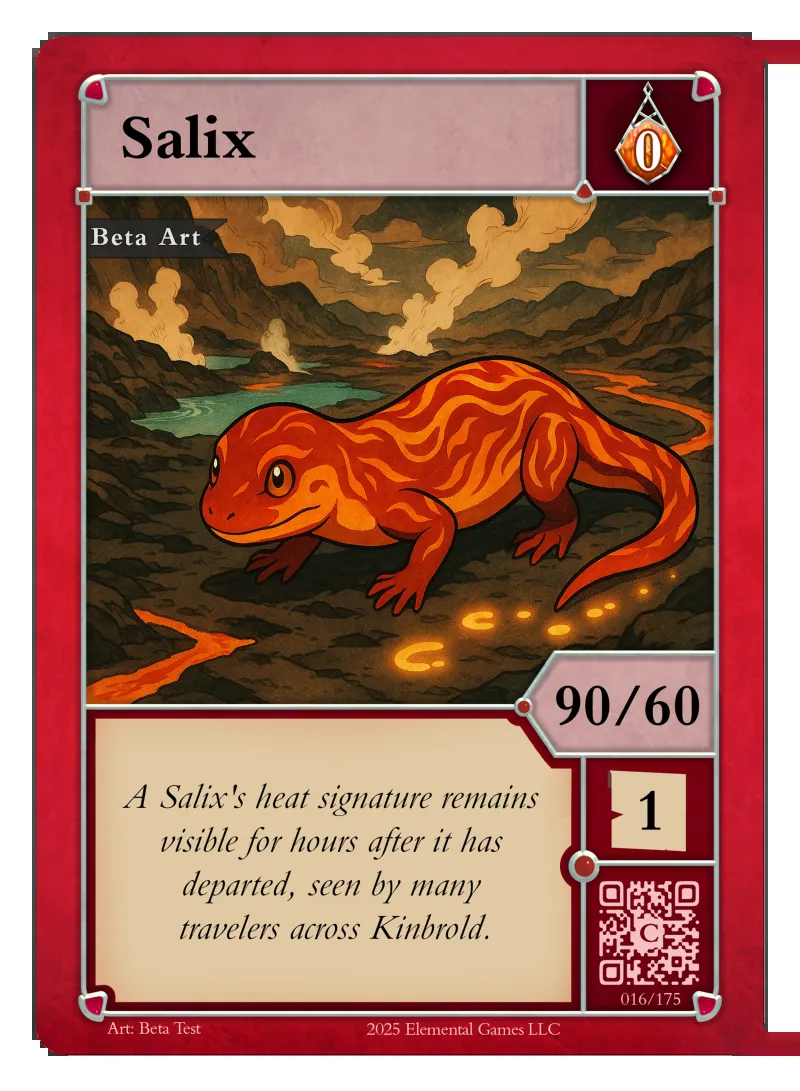 Salix
0
Beta Art
90/60
A Salix's heat signature remains
visible for hours after it has
departed, seen by many
travelers across Kinbrold.
1
C
016/175
Art: Beta Test
2025 Elemental Games LLC